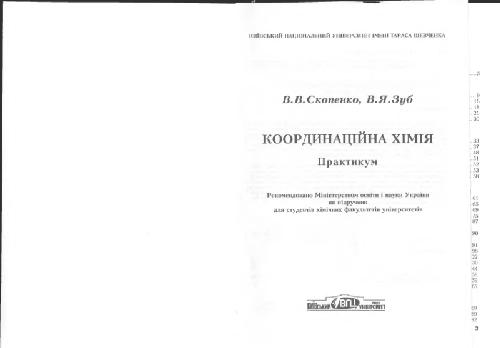 КИЇВСЬКИЙ НАЦІОНАЛЬНИЙ УНІВЕРСИТЕТ ІМЕНІ ТАРАСА ШЕВЧЕНКА
В.В.Скопенко, В.Я.Зуб
КООРДИНАЦІЙНА ХІМІЯ
Практикум
Рекомендовано Міністерством освіти і науки України
як підручник
для студентів хімічних факультетів університетів
КИЇВСЬКИЙ ВПЦ УНІВЕРСИТЕТ